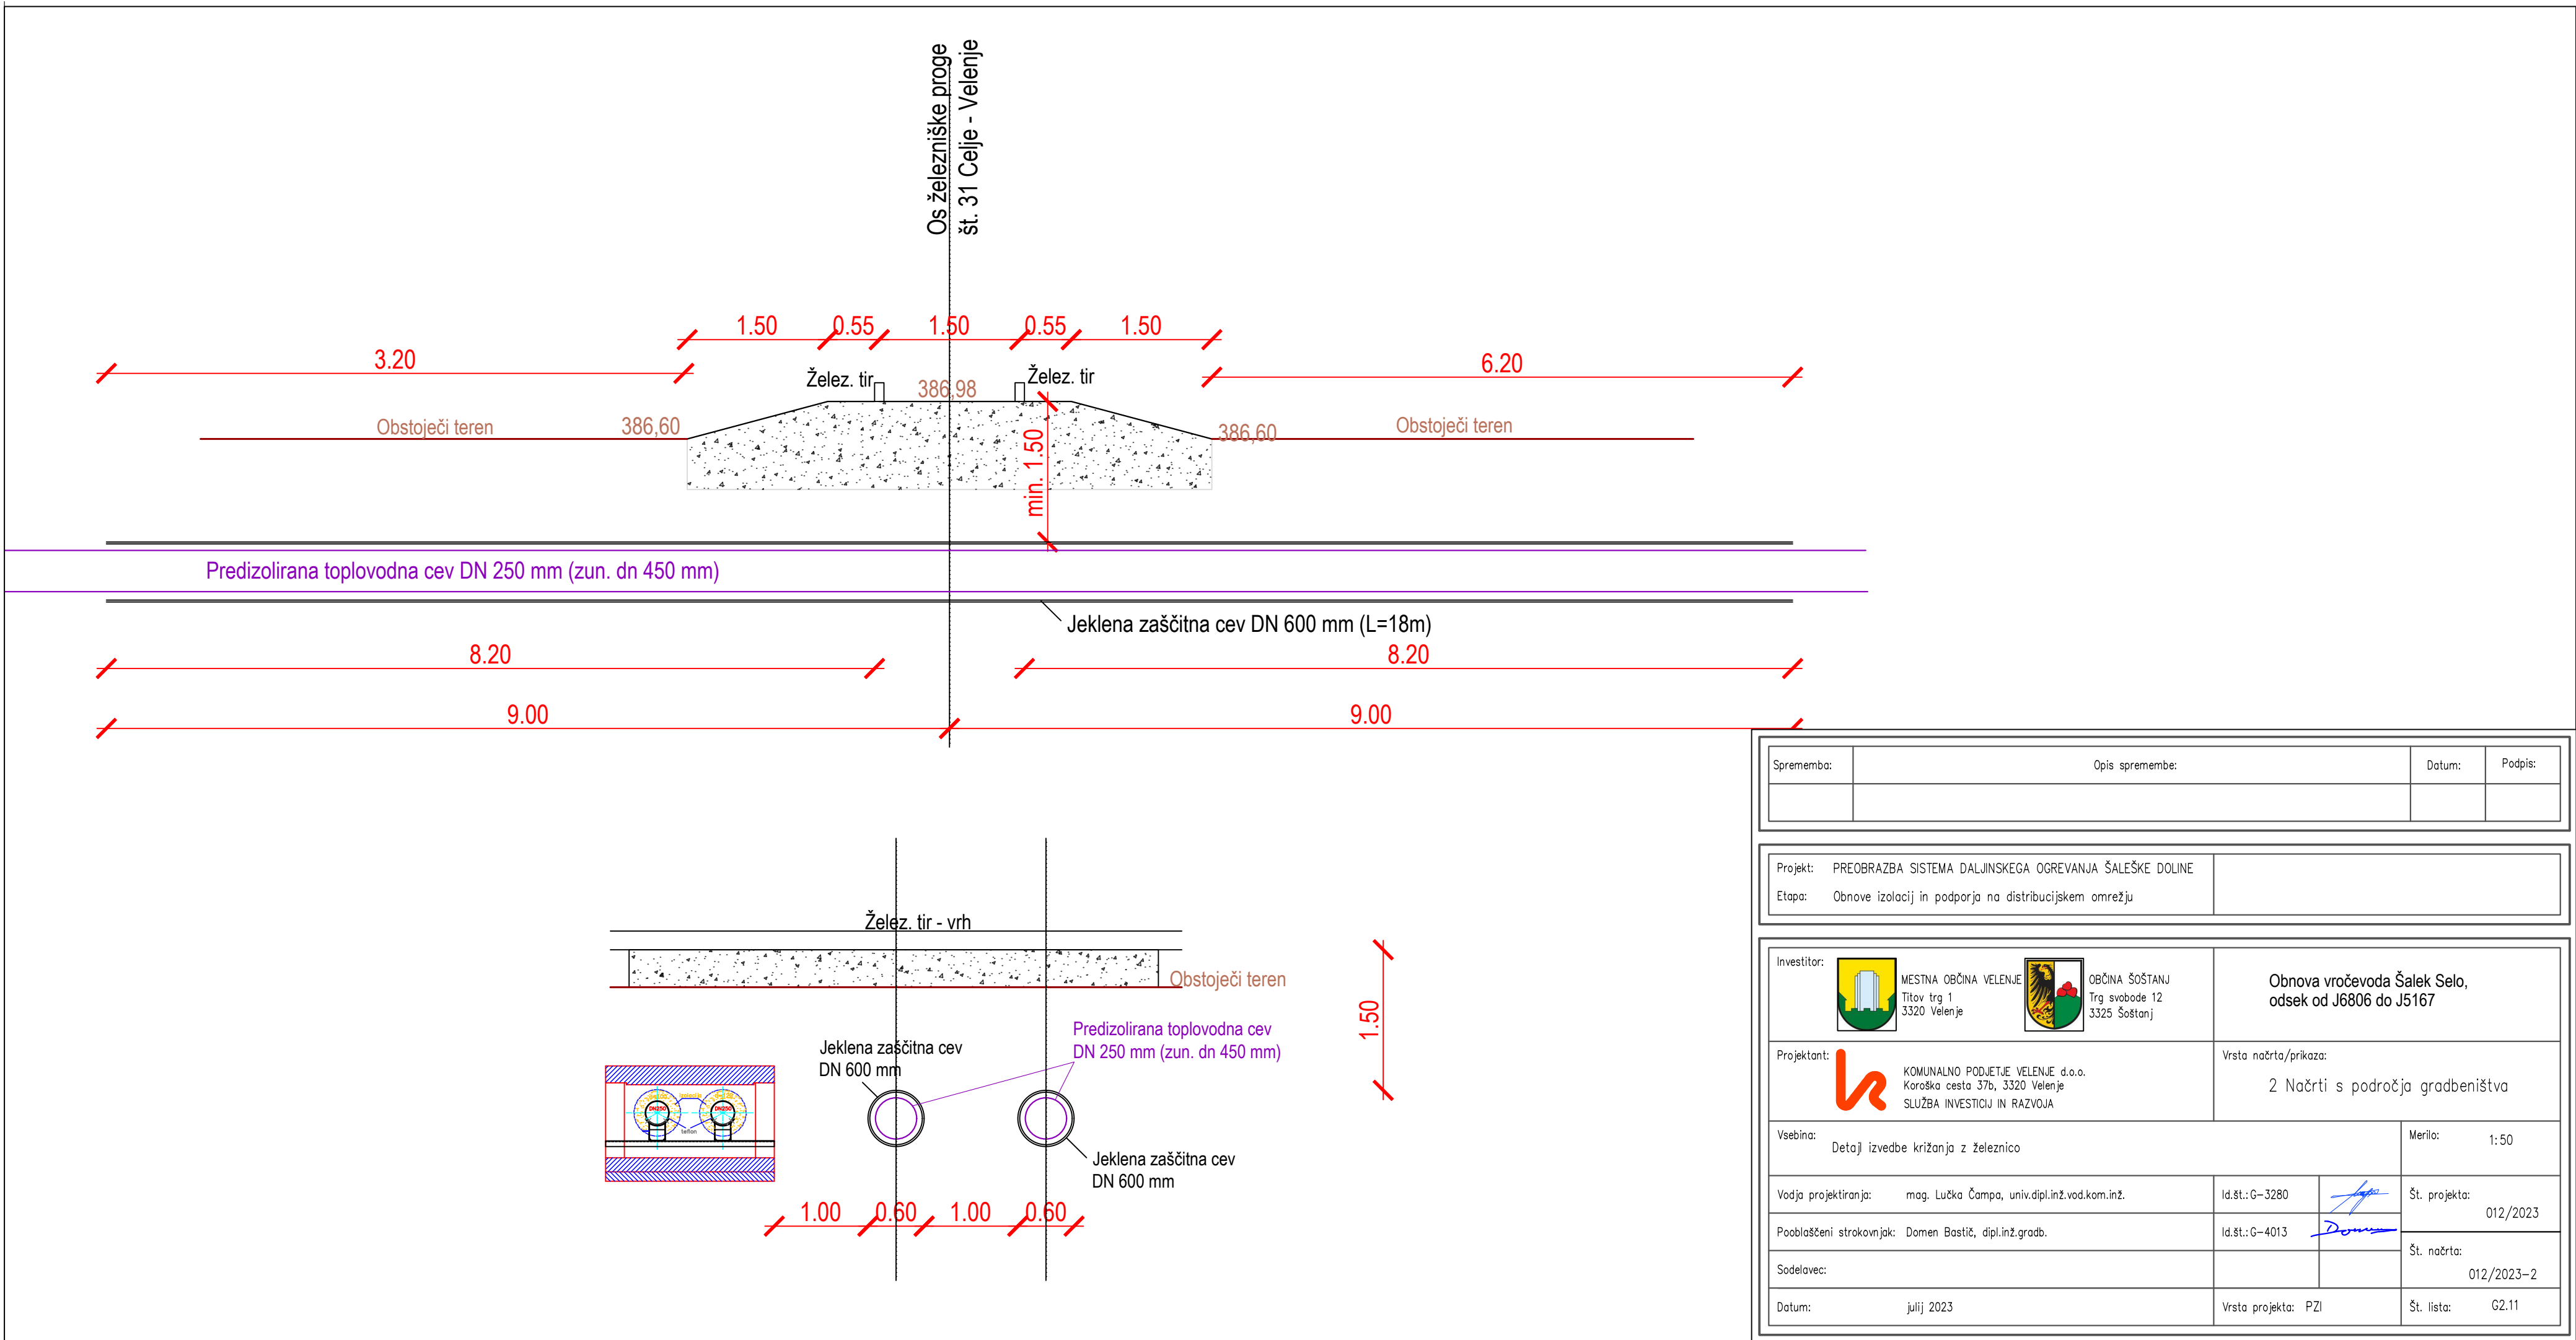 Os železniške proge
št. 31 Celje - Velenje
1.50
0.55
1.50
0.55
1.50
3.20
6.20
Želez. tir
386,98
Želez. tir
Obstoječi teren
386,60
min. 1.50
386,60
Obstoječi teren
Predizolirana toplovodna cev DN 250 mm (zun. dn 450 mm)
Jeklena zaščitna cev DN 600 mm (L=18m)
8.20
8.20
9.00
9.00
Želez. tir - vrh
Obstoječi teren
1.50
Predizolirana toplovodna cev
DN 250 mm (zun. dn 450 mm)
Jeklena zaščitna cev
DN 600 mm
DN250
DN250
teflon
Jeklena zaščitna cev
DN 600 mm
1.00
0.60
1.00
0.60
Sprememba:
Opis spremembe:
Datum:
Podpis:
Projekt: PREOBRAZBA SISTEMA DALJINSKEGA OGREVANJA ŠALEŠKE DOLINE
Etapa: Obnove izolacij in podporja na distribucijskem omrežju
Investitor:
MESTNA OBČINA VELENJE
Titov trg 1
3320 Velenje
OBČINA ŠOŠTANJ
Trg svobode 12
3325 Šoštanj
Obnova vročevoda Šalek Selo,
odsek od J6806 do J5167
Projektant:
KOMUNALNO PODJETJE VELENJE d.o.o.
Koroška cesta 37b, 3320 Velenje
SLUŽBA INVESTICIJ IN RAZVOJA
Vrsta načrta/prikaza:
2 Načrti s področja gradbeništva
Vsebina:
Detajl izvedbe križanja z železnico
Merilo: 1:50
Vodja projektiranja: mag. Lučka Čampa, univ.dipl.inž.vod.kom.inž.
Id.št.: G-3280
Št. projekta:
012/2023
Pooblaščeni strokovnjak: Domen Bastič, dipl.inž.gradb.
Id.št.: G-4013
Domen
Št. načrta:
012/2023-2
Sodelavec:
Datum: julij 2023
Vrsta projekta: PZI
Št. lista: G2.11